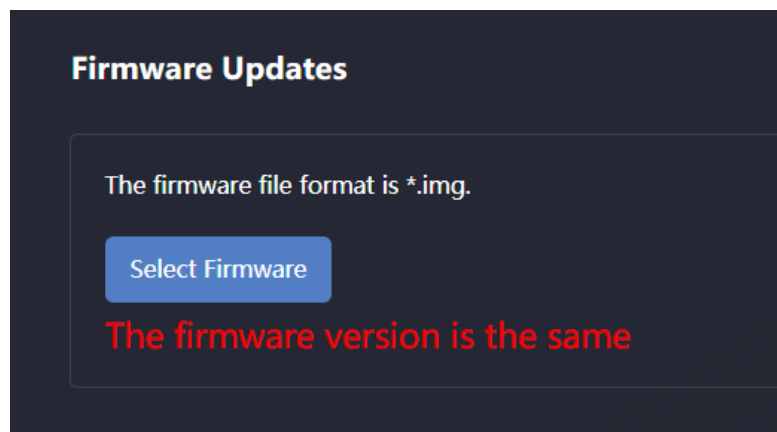 Firmware Updates
The firmware file format is *.img.
Select Firmware
The firmware version is the same